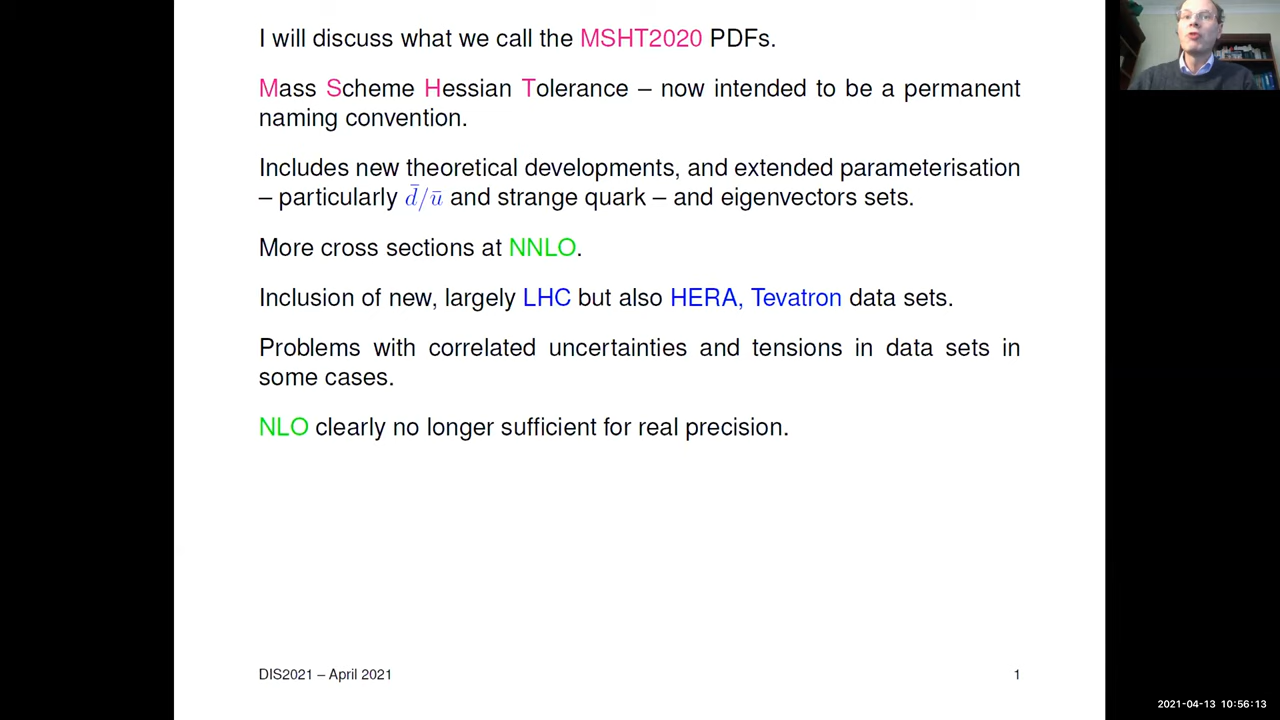 I will discuss what we call the MSHT2020 PDFs.
Mass Scheme Hessian Tolerance – now intended to be a permanent
naming convention.
Includes new theoretical developments, and extended parameterisation
– particularly d̄/ū and strange quark – and eigenvectors sets.
More cross sections at NNLO.
Inclusion of new, largely LHC but also HERA, Tevatron data sets.
Problems with correlated uncertainties and tensions in data sets in
some cases.
NLO clearly no longer sufficient for real precision.
DIS2021 – April 2021
1
2021-04-13 10:56:13